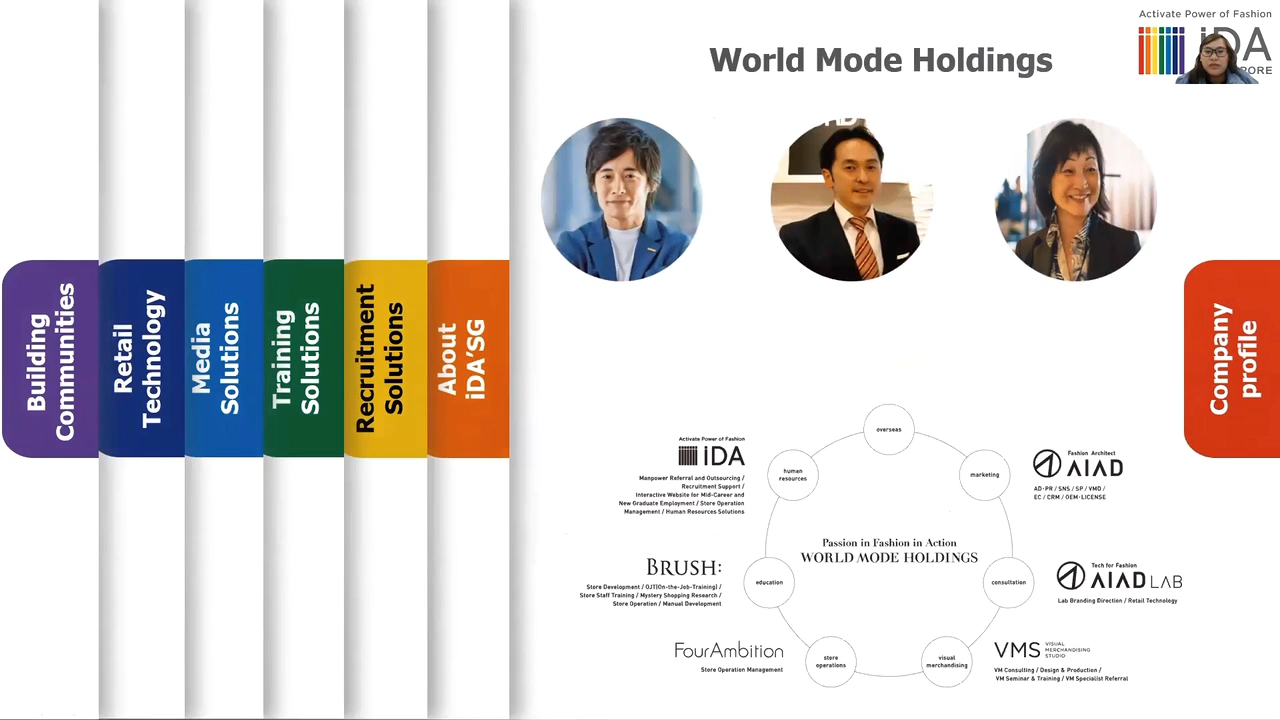 Activate Power of Fashion
iDA
World Mode Holdings
Building
Communities
Retail
Technology
Media
Solutions
Training
Solutions
Recruitment
Solutions
About
iDA'SG
Company
profile
overseas
human
resources
marketing
education
consultation
store
operations
visual
merchandising
Passion in Fashion in Action
WORLD MODE HOLDINGS
Activate Power of Fashion
iDA
Manpower Referral and Outsourcing /
Recruitment Support /
Interactive Website for Mid-Career and
New Graduate Employment / Store Operation
Management / Human Resources Solutions
Fashion Architect
AIAD
AD·PR / SNS / SP / VMD /
EC / CRM / OEM·LICENSE
BRUSH:
Store Development / OJT(On-the-Job-Training) /
Store Staff Training / Mystery Shopping Research /
Store Operation / Manual Development
Tech for Fashion
AIAD LAB
Lab Branding Direction / Retail Technology
FourAmbition
Store Operation Management
VMS VISUAL
MERCHANDISING
STUDIO
VM Consulting / Design & Production /
VM Seminar & Training / VM Specialist Referral